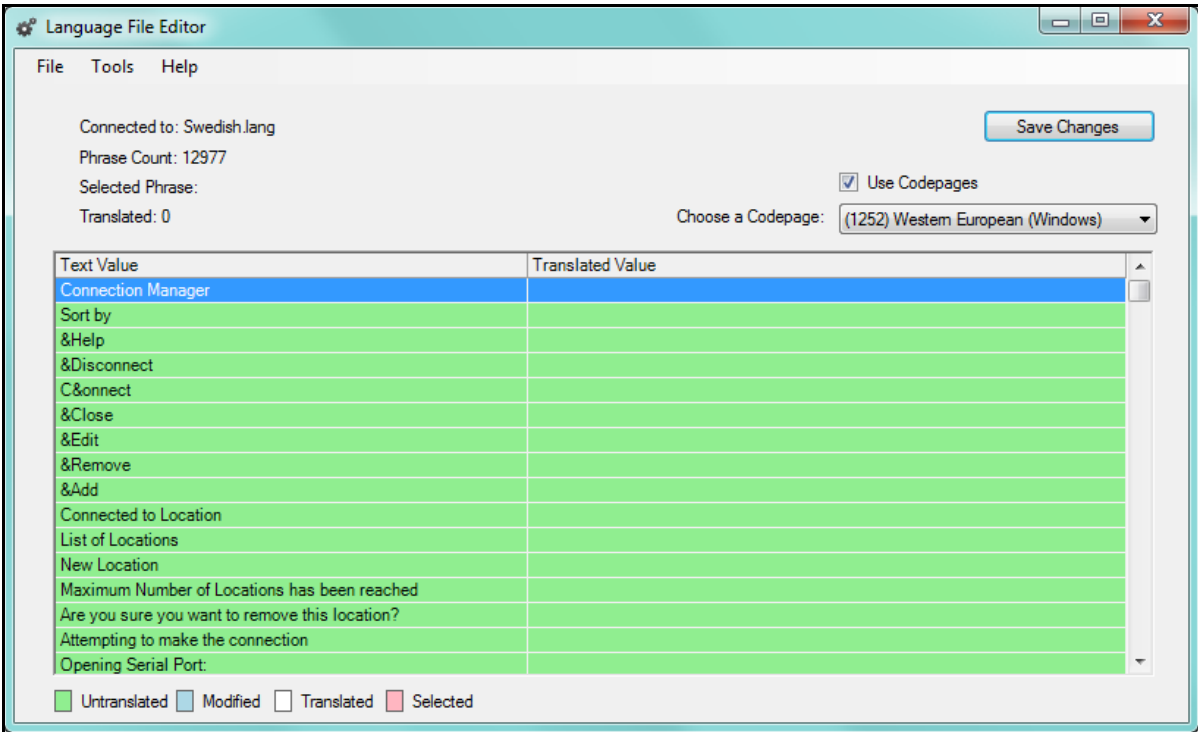 Language File Editor
File Tools Help
Connected to: Swedish.lang
Save Changes
Phrase Count: 12977
Selected Phrase:
Use Codepages
Translated: 0
Choose a Codepage: (1252) Western European (Windows)
Text Value Translated Value
Connection Manager
Sort by
&Help
&Disconnect
C&onnect
&Close
&Edit
&Remove
&Add
Connected to Location
List of Locations
New Location
Maximum Number of Locations has been reached
Are you sure you want to remove this location?
Attempting to make the connection
Opening Serial Port:
Untranslated Modified Translated Selected